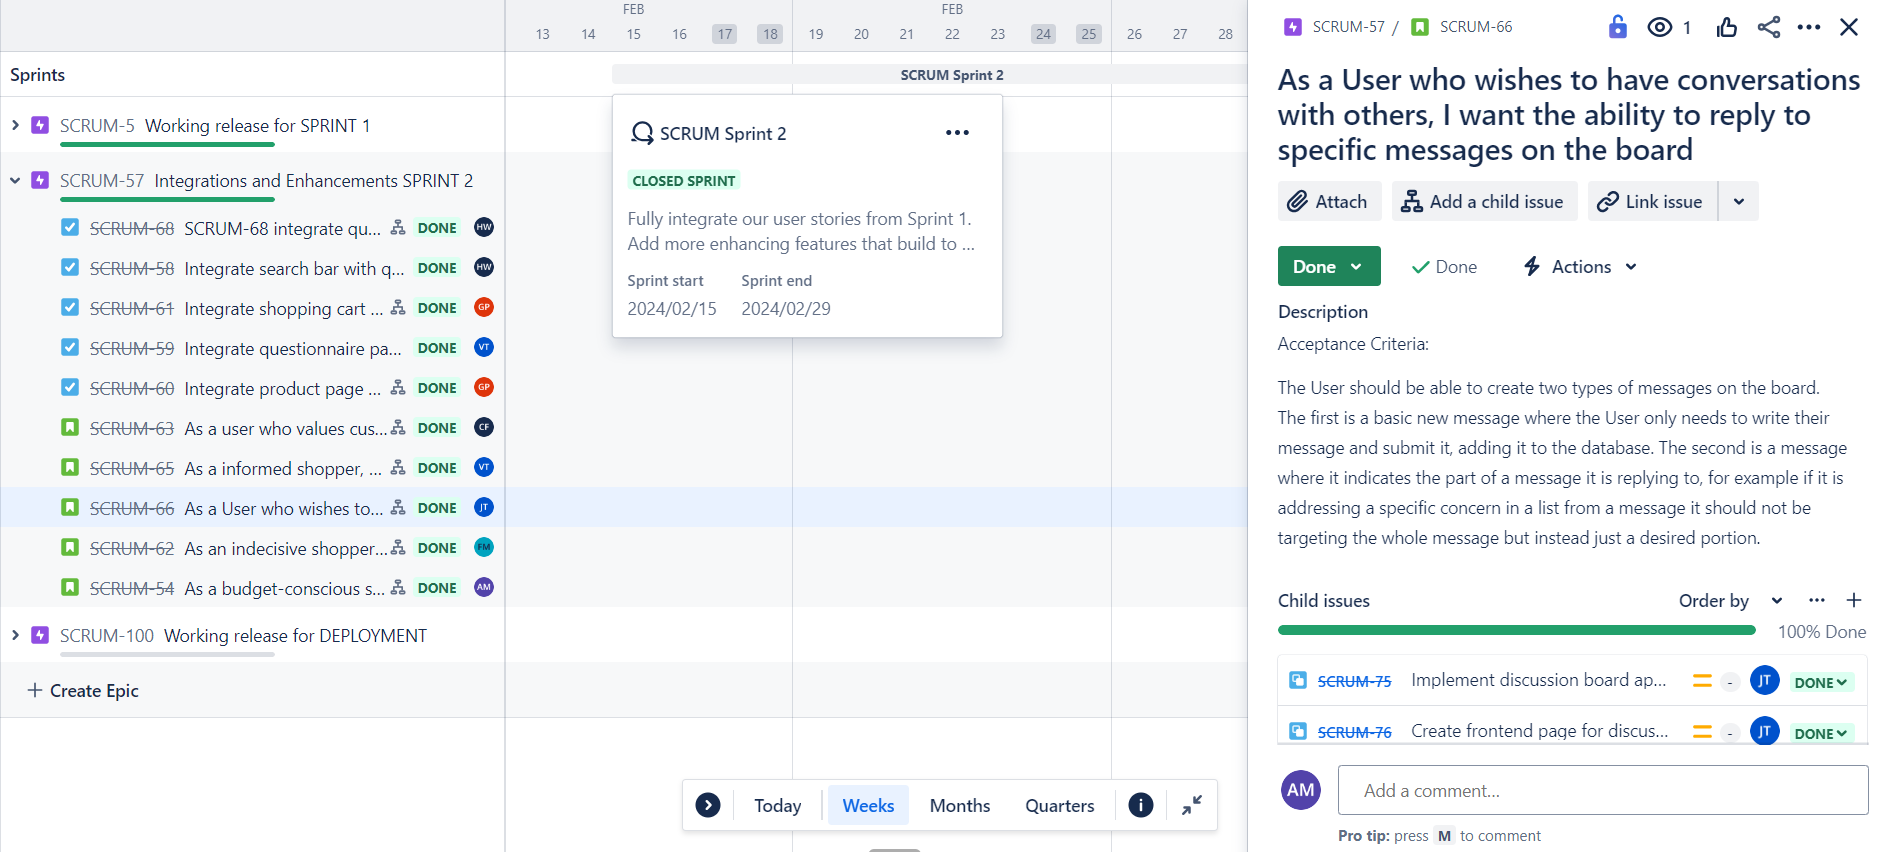 FEB
FEB
13 14 15 16 17 18 19 20 21 22 23 24 25 26 27 28
Sprints
SCRUM Sprint 2
SCRUM-5 Working release for SPRINT 1
SCRUM-57 Integrations and Enhancements SPRINT 2
SCRUM-68 SCRUM-68 integrate qu... DONE HW
SCRUM-58 Integrate search bar with q... DONE HW
SCRUM-61 Integrate shopping cart ... DONE GP
SCRUM-59 Integrate questionnaire pa... DONE VT
SCRUM-60 Integrate product page ... DONE GP
SCRUM-63 As a user who values cus... DONE CF
SCRUM-65 As a informed shopper, ... DONE VT
SCRUM-66 As a User who wishes to... DONE JT
SCRUM-62 As an indecisive shopper... DONE FM
SCRUM-54 As a budget-conscious s... DONE AM
SCRUM-100 Working release for DEPLOYMENT
+ Create Epic
SCRUM Sprint 2
CLOSED SPRINT
Fully integrate our user stories from Sprint 1.
Add more enhancing features that build to ...
Sprint start Sprint end
2024/02/15 2024/02/29
Today Weeks Months Quarters
SCRUM-57 / SCRUM-66 1
As a User who wishes to have conversations
with others, I want the ability to reply to
specific messages on the board
Attach Add a child issue Link issue
Done Done Actions
Description
Acceptance Criteria:
The User should be able to create two types of messages on the board.
The first is a basic new message where the User only needs to write their
message and submit it, adding it to the database. The second is a message
where it indicates the part of a message it is replying to, for example if it is
addressing a specific concern in a list from a message it should not be
targeting the whole message but instead just a desired portion.
Child issues Order by
100% Done
SCRUM-75 Implement discussion board ap... - JT DONE
SCRUM-76 Create frontend page for discus... - JT DONE
AM Add a comment...
Pro tip: press M to comment